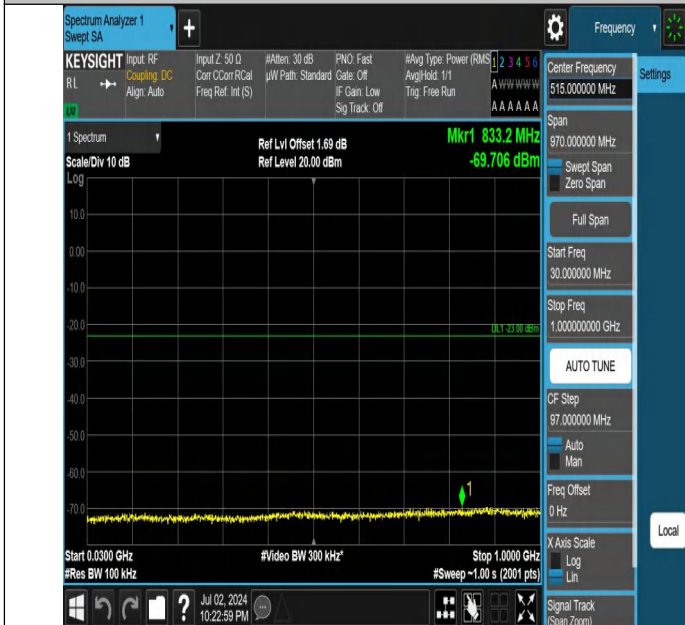 Spectrum Analyzer 1
Swept SA
+
Frequency
KEYSIGHT
RL
Input: RF
Coupling: DC
Align: Auto
Input Z: 50 Ω
Corr CCorr RCal
Freq Ref: Int (S)
#Atten: 30 dB
µW Path: Standard
PNO: Fast
Gate: Off
IF Gain: Low
Sig Track: Off
#Avg Type: Power (RMS
Avg|Hold: 1/1
Trig: Free Run
1 2 3 4 5 6
A W W W W W
A A A A A A
1 Spectrum
Scale/Div 10 dB
Log
Ref Lvl Offset 1.69 dB
Ref Level 20.00 dBm
Mkr1 833.2 MHz
-69.706 dBm
10.0
0.00
-10.0
-20.0
DL1 -23.00 dBm
-30.0
-40.0
-50.0
-60.0
-70.0
1
Start 0.0300 GHz
#Res BW 100 kHz
#Video BW 300 kHz*
Stop 1.0000 GHz
#Sweep ~1.00 s (2001 pts)
?
Jul 02, 2024
10:22:59 PM
Center Frequency
515.000000 MHz
Settings
Span
970.000000 MHz
Swept Span
Zero Span
Full Span
Start Freq
30.000000 MHz
Stop Freq
1.000000000 GHz
AUTO TUNE
CF Step
97.000000 MHz
Auto
Man
Freq Offset
0 Hz
X Axis Scale
Log
Lin
Local
Signal Track
(Span Zoom)